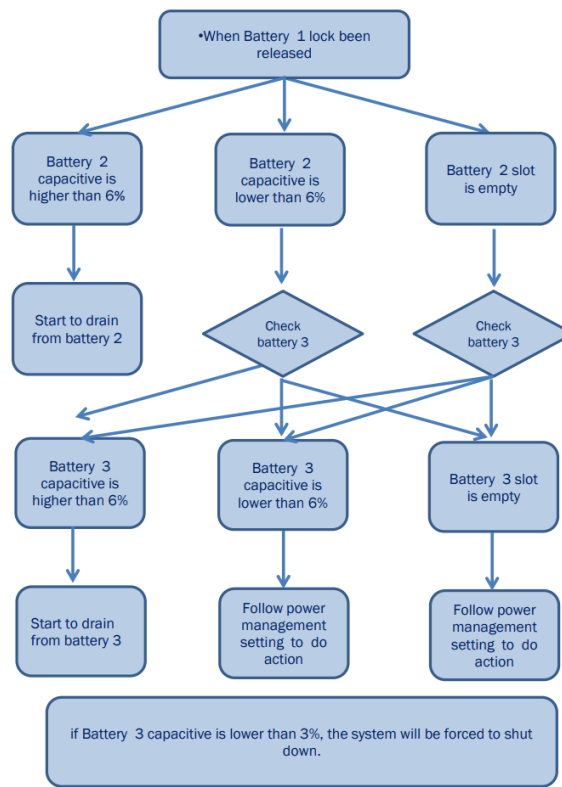 •When Battery 1 lock been
released
Battery 2
capacitive is
higher than 6%
Battery 2
capacitive is
lower than 6%
Battery 2 slot
is empty
Start to drain
from battery 2
Check
battery 3
Check
battery 3
Battery 3
capacitive is
higher than 6%
Battery 3
capacitive is
lower than 6%
Battery 3 slot
is empty
Start to drain
from battery 3
Follow power
management
setting to do
action
Follow power
management
setting to do
action
if Battery 3 capacitive is lower than 3%, the system will be forced to shut
down.